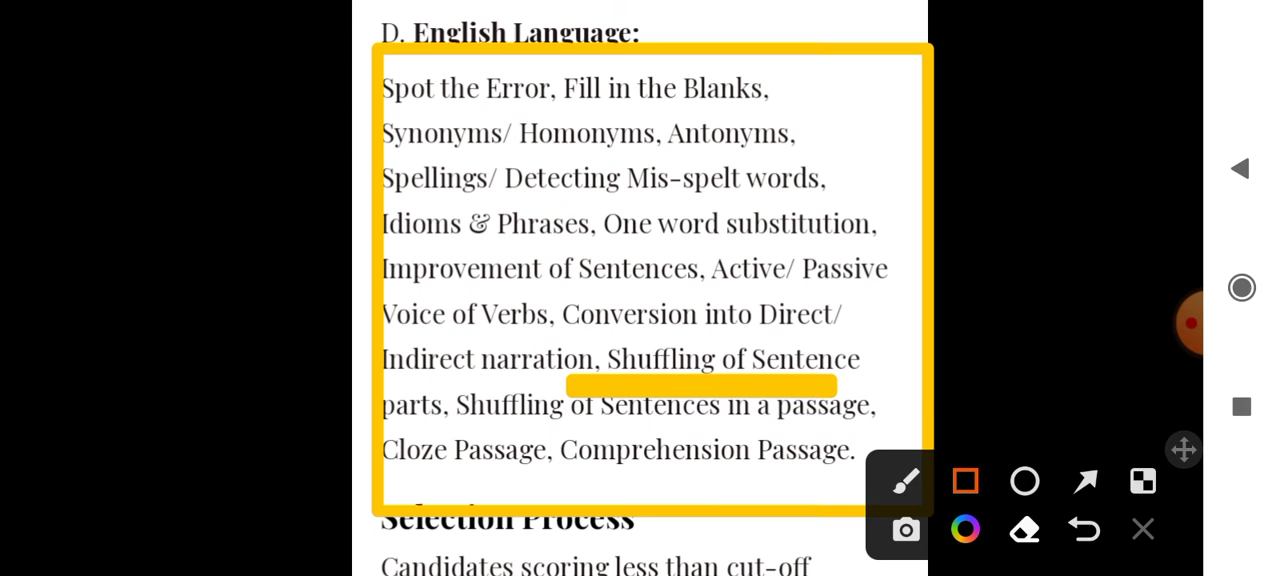 D. English Language:
Spot the Error, Fill in the Blanks,
Synonyms/ Homonyms, Antonyms,
Spellings/ Detecting Mis-spelt words,
Idioms & Phrases, One word substitution,
Improvement of Sentences, Active/ Passive
Voice of Verbs, Conversion into Direct/
Indirect narration, Shuffling of Sentence
parts, Shuffling of Sentences in a passage,
Cloze Passage, Comprehension Passage.
Selection Process
Candidates scoring less than cut-off